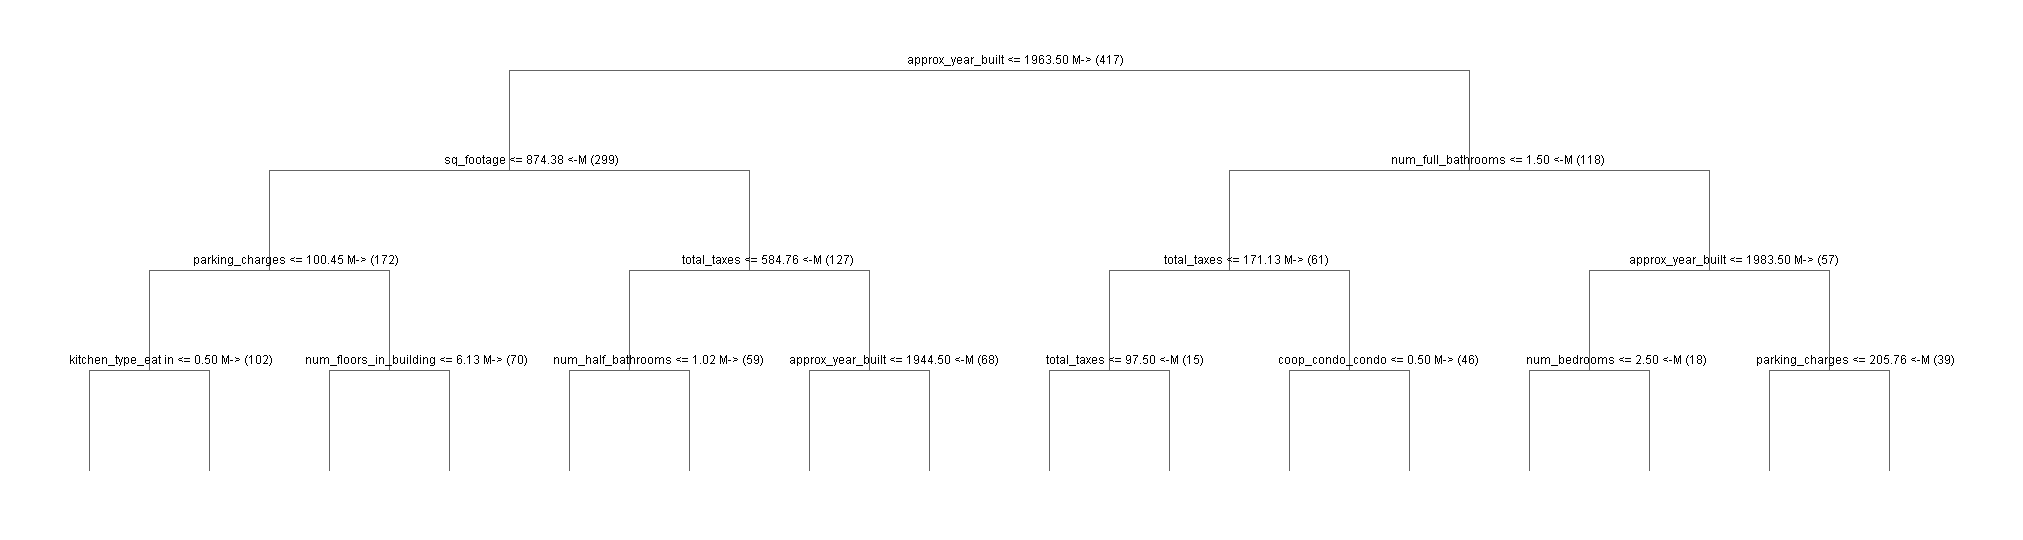 approx_year_built <= 1963.50 M-> (417)
sq_footage <= 874.38 <-M (299)
num_full_bathrooms <= 1.50 <-M (118)
parking_charges <= 100.45 M-> (172)
total_taxes <= 584.76 <-M (127)
total_taxes <= 171.13 M-> (61)
approx_year_built <= 1983.50 M-> (57)
kitchen_type_eat in <= 0.50 M-> (102)
num_floors_in_building <= 6.13 M-> (70)
num_half_bathrooms <= 1.02 M-> (59)
approx_year_built <= 1944.50 <-M (68)
total_taxes <= 97.50 <-M (15)
coop_condo_condo <= 0.50 M-> (46)
num_bedrooms <= 2.50 <-M (18)
parking_charges <= 205.76 <-M (39)